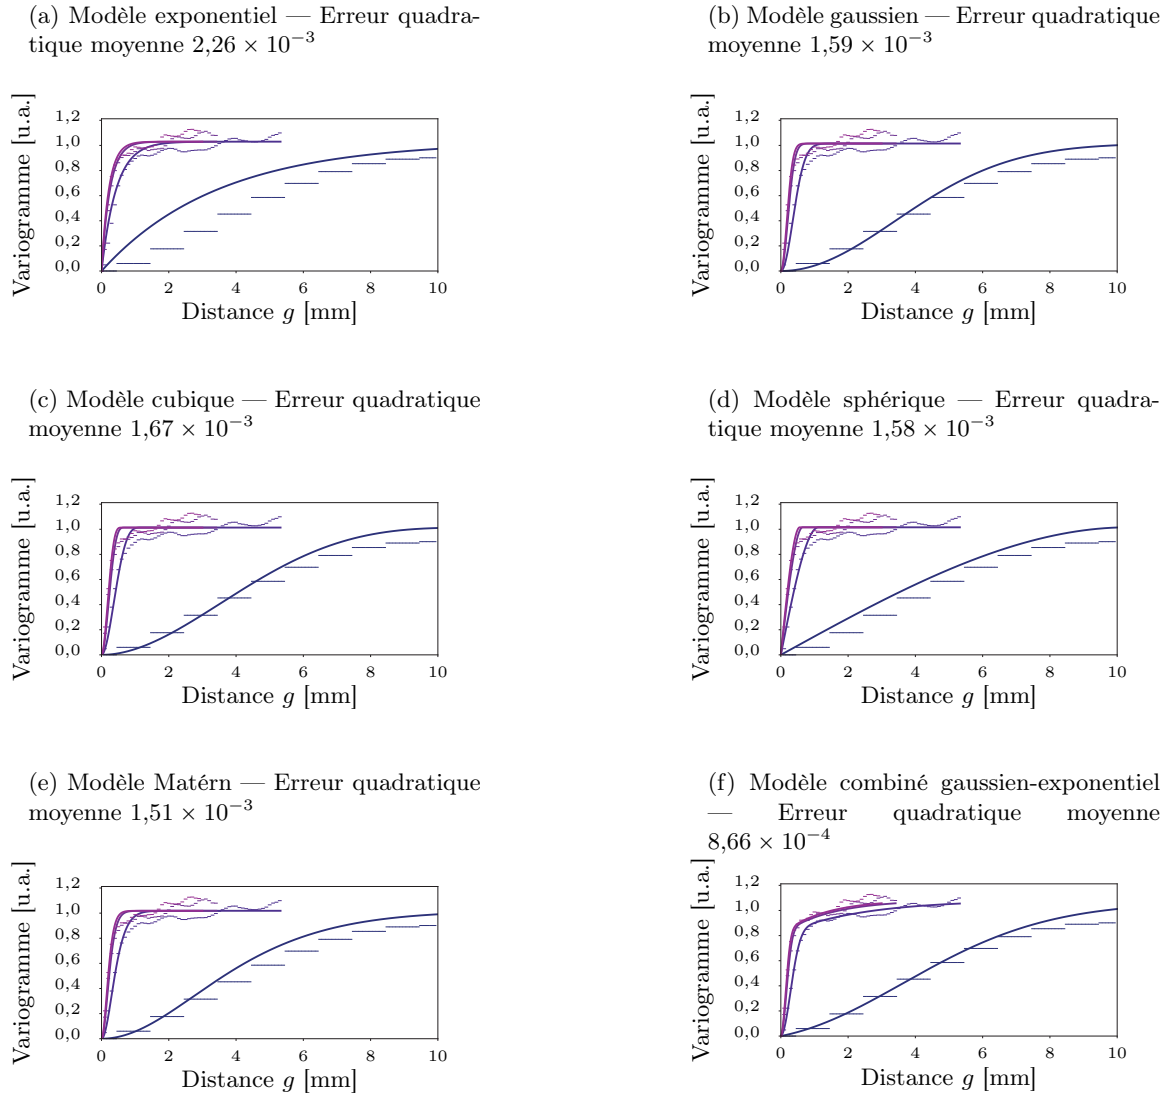 (a) Modèle exponentiel — Erreur quadra-
tique moyenne 2,26 × 10−3
Variogramme [u.a.]
1,2
1,0
0,8
0,6
0,4
0,2
0,0
0 2 4 6 8 10
Distance g [mm]
(b) Modèle gaussien — Erreur quadratique
moyenne 1,59 × 10−3
Variogramme [u.a.]
1,2
1,0
0,8
0,6
0,4
0,2
0,0
0 2 4 6 8 10
Distance g [mm]
(c) Modèle cubique — Erreur quadratique
moyenne 1,67 × 10−3
Variogramme [u.a.]
1,2
1,0
0,8
0,6
0,4
0,2
0,0
0 2 4 6 8 10
Distance g [mm]
(d) Modèle sphérique — Erreur quadra-
tique moyenne 1,58 × 10−3
Variogramme [u.a.]
1,2
1,0
0,8
0,6
0,4
0,2
0,0
0 2 4 6 8 10
Distance g [mm]
(e) Modèle Matérn — Erreur quadratique
moyenne 1,51 × 10−3
Variogramme [u.a.]
1,2
1,0
0,8
0,6
0,4
0,2
0,0
0 2 4 6 8 10
Distance g [mm]
(f) Modèle combiné gaussien-exponentiel
— Erreur quadratique moyenne
8,66 × 10−4
Variogramme [u.a.]
1,2
1,0
0,8
0,6
0,4
0,2
0,0
0 2 4 6 8 10
Distance g [mm]